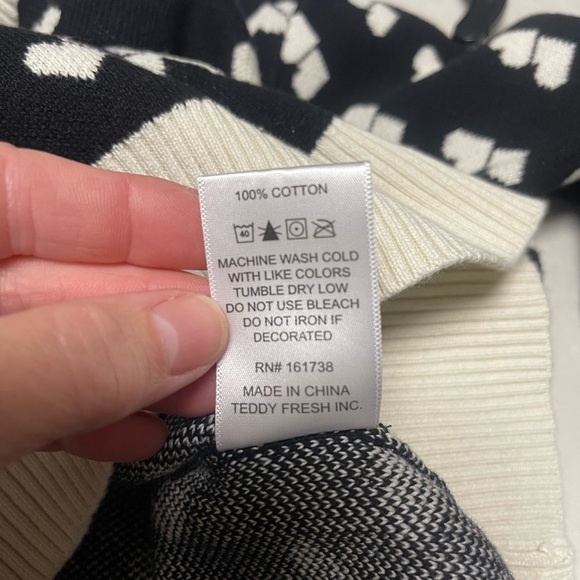 100% COTTON
40
MACHINE WASH COLD
WITH LIKE COLORS
TUMBLE DRY LOW
DO NOT USE BLEACH
DO NOT IRON IF
DECORATED
RN# 161738
MADE IN CHINA
TEDDY FRESH INC.